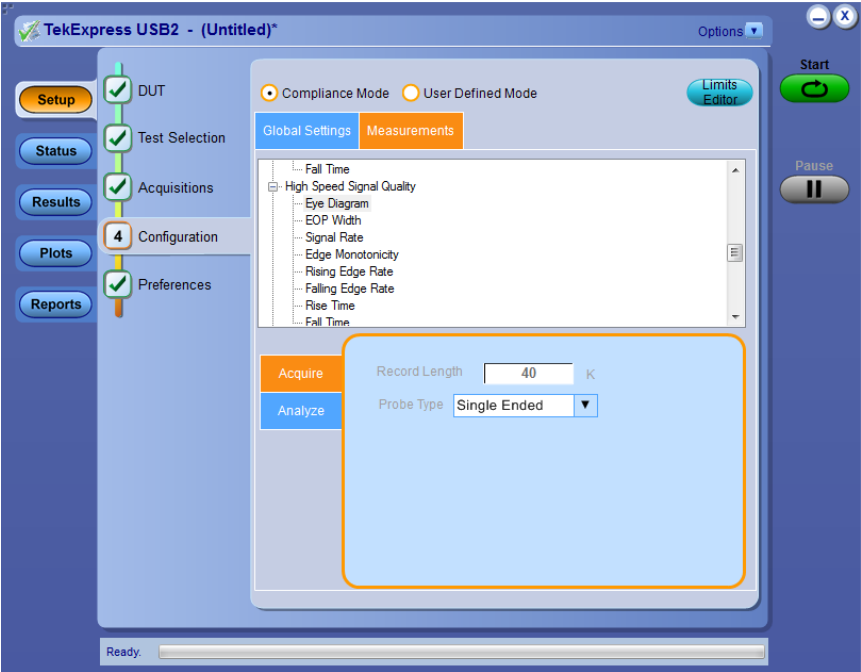 TekExpress USB2 - (Untitled)*
Options
Start
Pause
Setup
Status
Results
Plots
Reports
DUT
Test Selection
Acquisitions
4 Configuration
Preferences
Compliance Mode
User Defined Mode
Limits
Editor
Global Settings
Measurements
Fall Time
High Speed Signal Quality
Eye Diagram
EOP Width
Signal Rate
Edge Monotonicity
Rising Edge Rate
Falling Edge Rate
Rise Time
Fall Time
Acquire
Analyze
Record Length 40 K
Probe Type Single Ended
Ready.